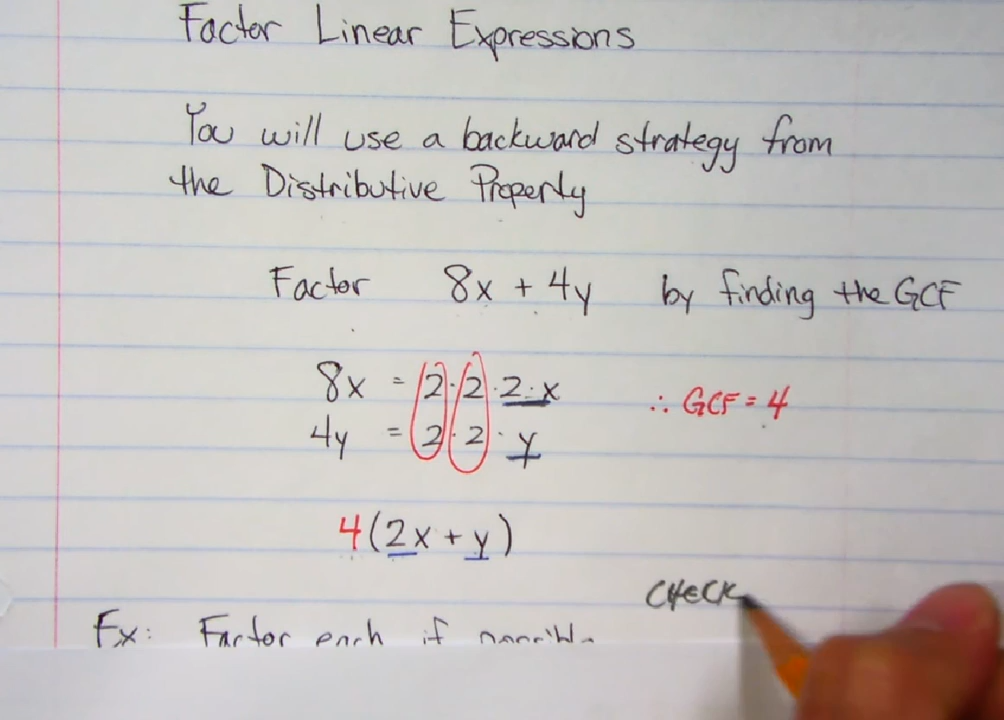 Factor Linear Expressions
You will use a backward strategy from
the Distributive Property
Factor 8x + 4y by finding the GCF
8x = 2·2·2·x
4y = 2·2·y
∴ GCF = 4
4(2x + y)
CHECK
Ex: Factor each if